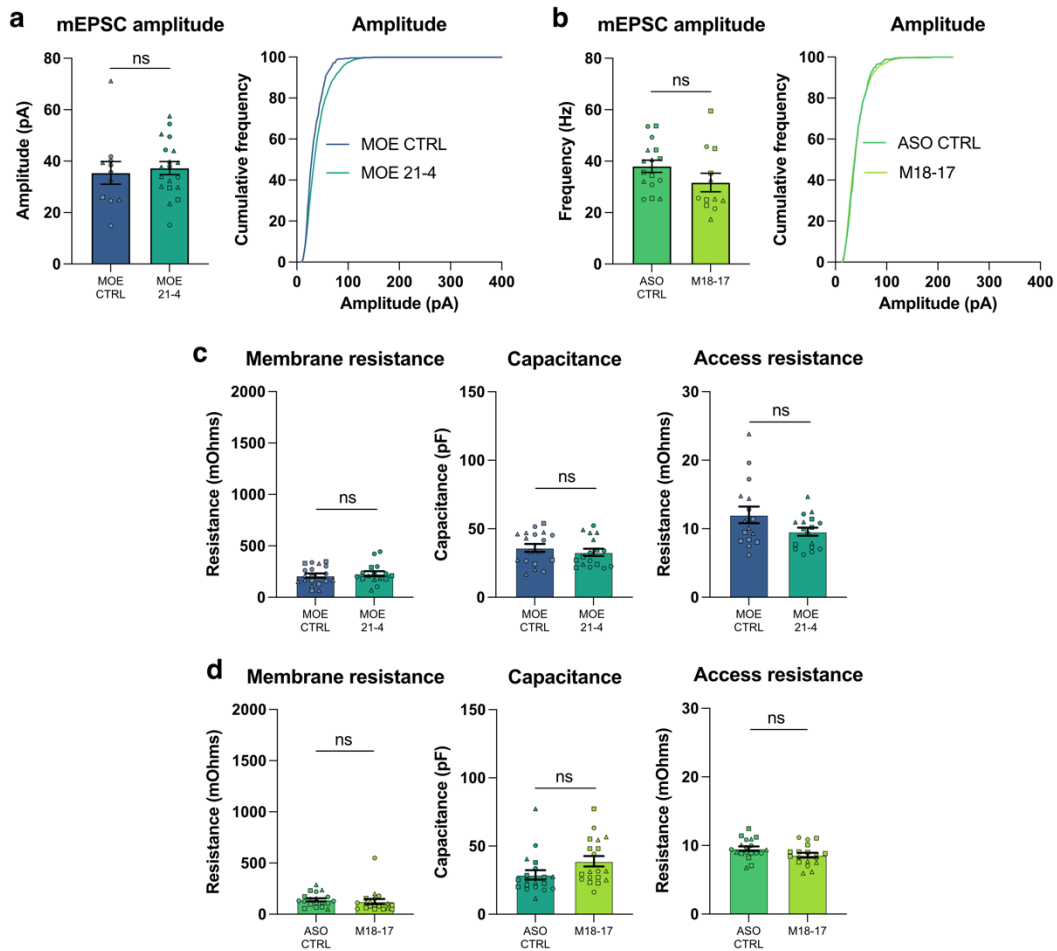 a
mEPSC amplitude
ns
Amplitude (pA)
80
60
40
20
0
MOE
CTRL
MOE
21-4
Amplitude
Cumulative frequency
100
80
60
40
20
0
MOE CTRL
MOE 21-4
0
100
200
300
400
Amplitude (pA)
b
mEPSC amplitude
ns
Frequency (Hz)
80
60
40
20
0
ASO
CTRL
M18-17
Amplitude
Cumulative frequency
100
80
60
40
20
0
ASO CTRL
M18-17
0
100
200
300
400
Amplitude (pA)
c
Membrane resistance
Resistance (mOhms)
2000
1500
1000
500
0
ns
MOE
CTRL
MOE
21-4
Capacitance
Capacitance (pF)
150
100
50
0
ns
MOE
CTRL
MOE
21-4
Access resistance
Resistance (mOhms)
30
20
10
0
ns
MOE
CTRL
MOE
21-4
d
Membrane resistance
Resistance (mOhms)
2000
1500
1000
500
0
ns
ASO
CTRL
M18-17
Capacitance
Capacitance (pF)
150
100
50
0
ns
ASO
CTRL
M18-17
Access resistance
Resistance (mOhms)
30
20
10
0
ns
ASO
CTRL
M18-17